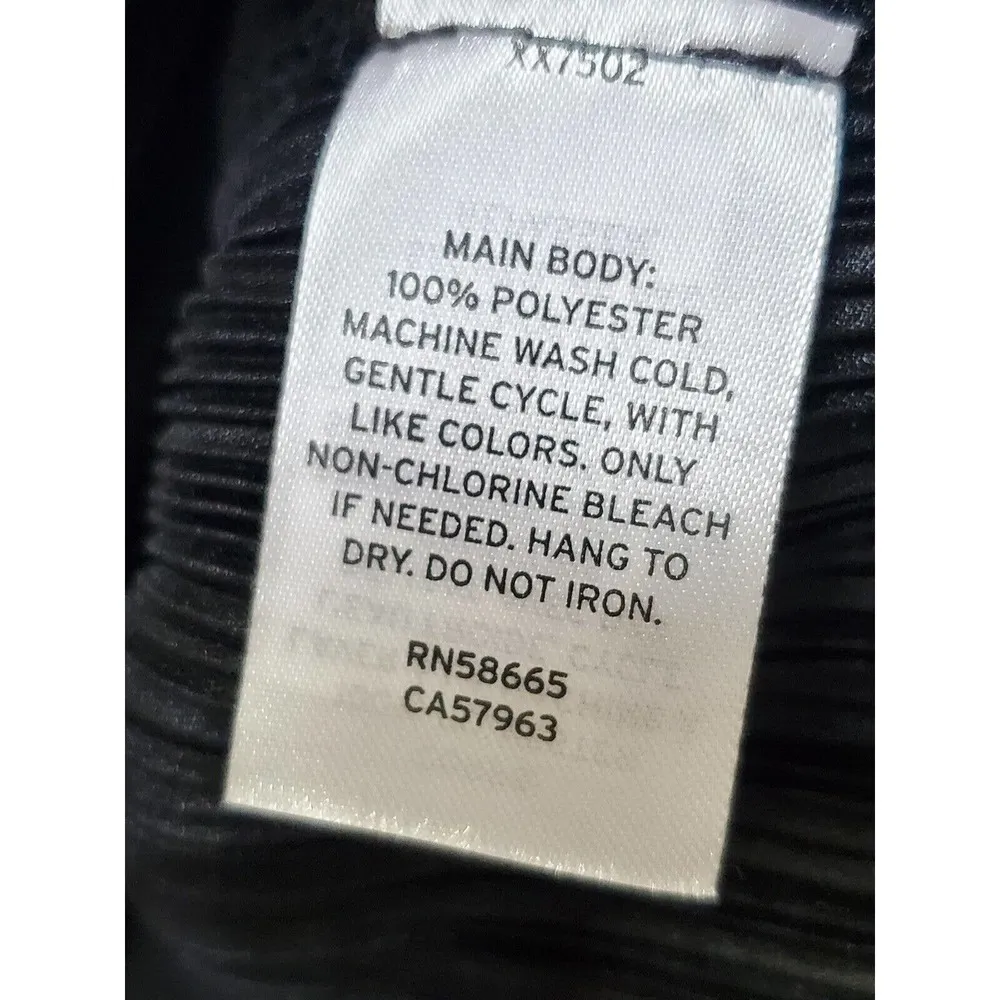 XX7502
MAIN BODY:
100% POLYESTER
MACHINE WASH COLD,
GENTLE CYCLE, WITH
LIKE COLORS. ONLY
NON-CHLORINE BLEACH
IF NEEDED. HANG TO
DRY. DO NOT IRON.
RN58665
CA57963